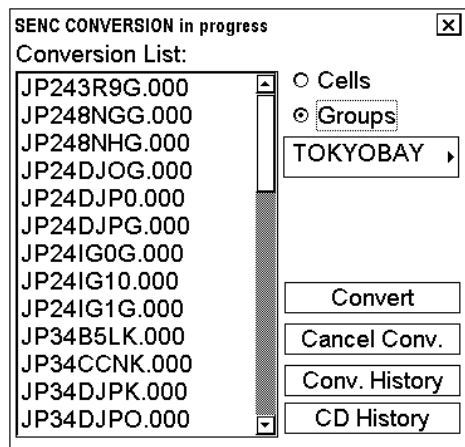 SENC CONVERSION in progress
Conversion List:
JP243R9G.000
JP248NGG.000
JP248NHG.000
JP24DJOG.000
JP24DJP0.000
JP24DJPG.000
JP24IG0G.000
JP24IG10.000
JP24IG1G.000
JP34B5LK.000
JP34CCNK.000
JP34DJPK.000
JP34DJPO.000
Cells
Groups
TOKYOBAY
Convert
Cancel Conv.
Conv. History
CD History